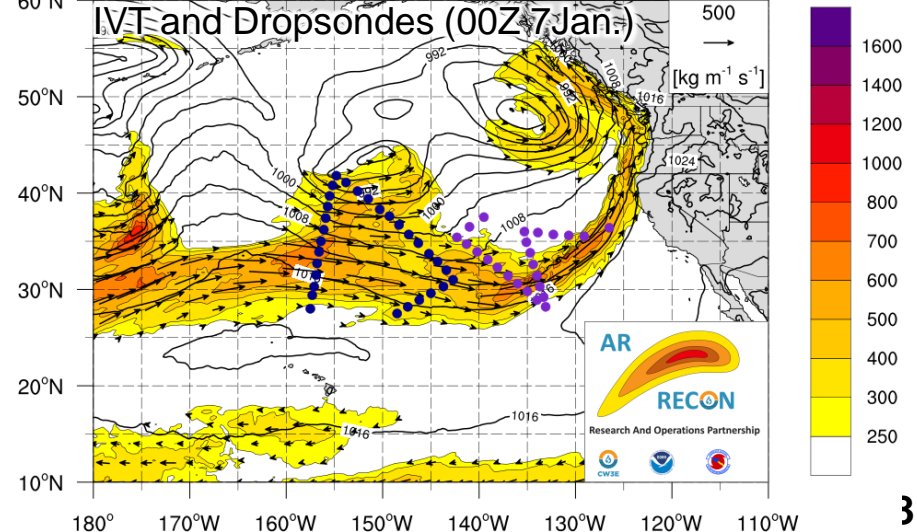 60°N
IVT and Dropsondes (00Z 7Jan.)
500
[kg m⁻¹ s⁻¹]
1600
1400
1200
1000
800
700
600
500
400
300
250
992
992
1008
1016
50°N
1024
1000
1000
40°N
1008
1008
30°N
20°N
1016
1016
10°N
AR
RECON
Research And Operations Partnership
CW3E
180°
170°W
160°W
150°W
140°W
130°W
120°W
110°W